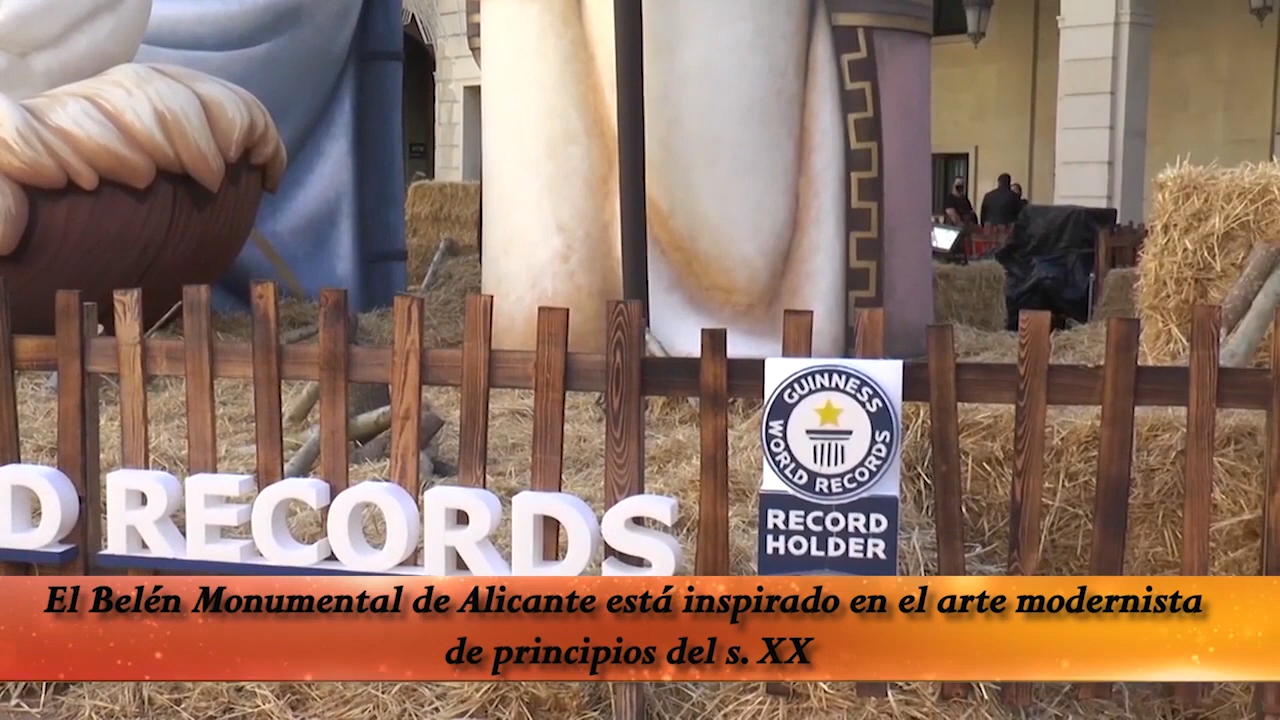 GUINNESS
WORLD RECORDS
RECORD
HOLDER
D RECORDS
El Belén Monumental de Alicante está inspirado en el arte modernista
de principios del s. XX